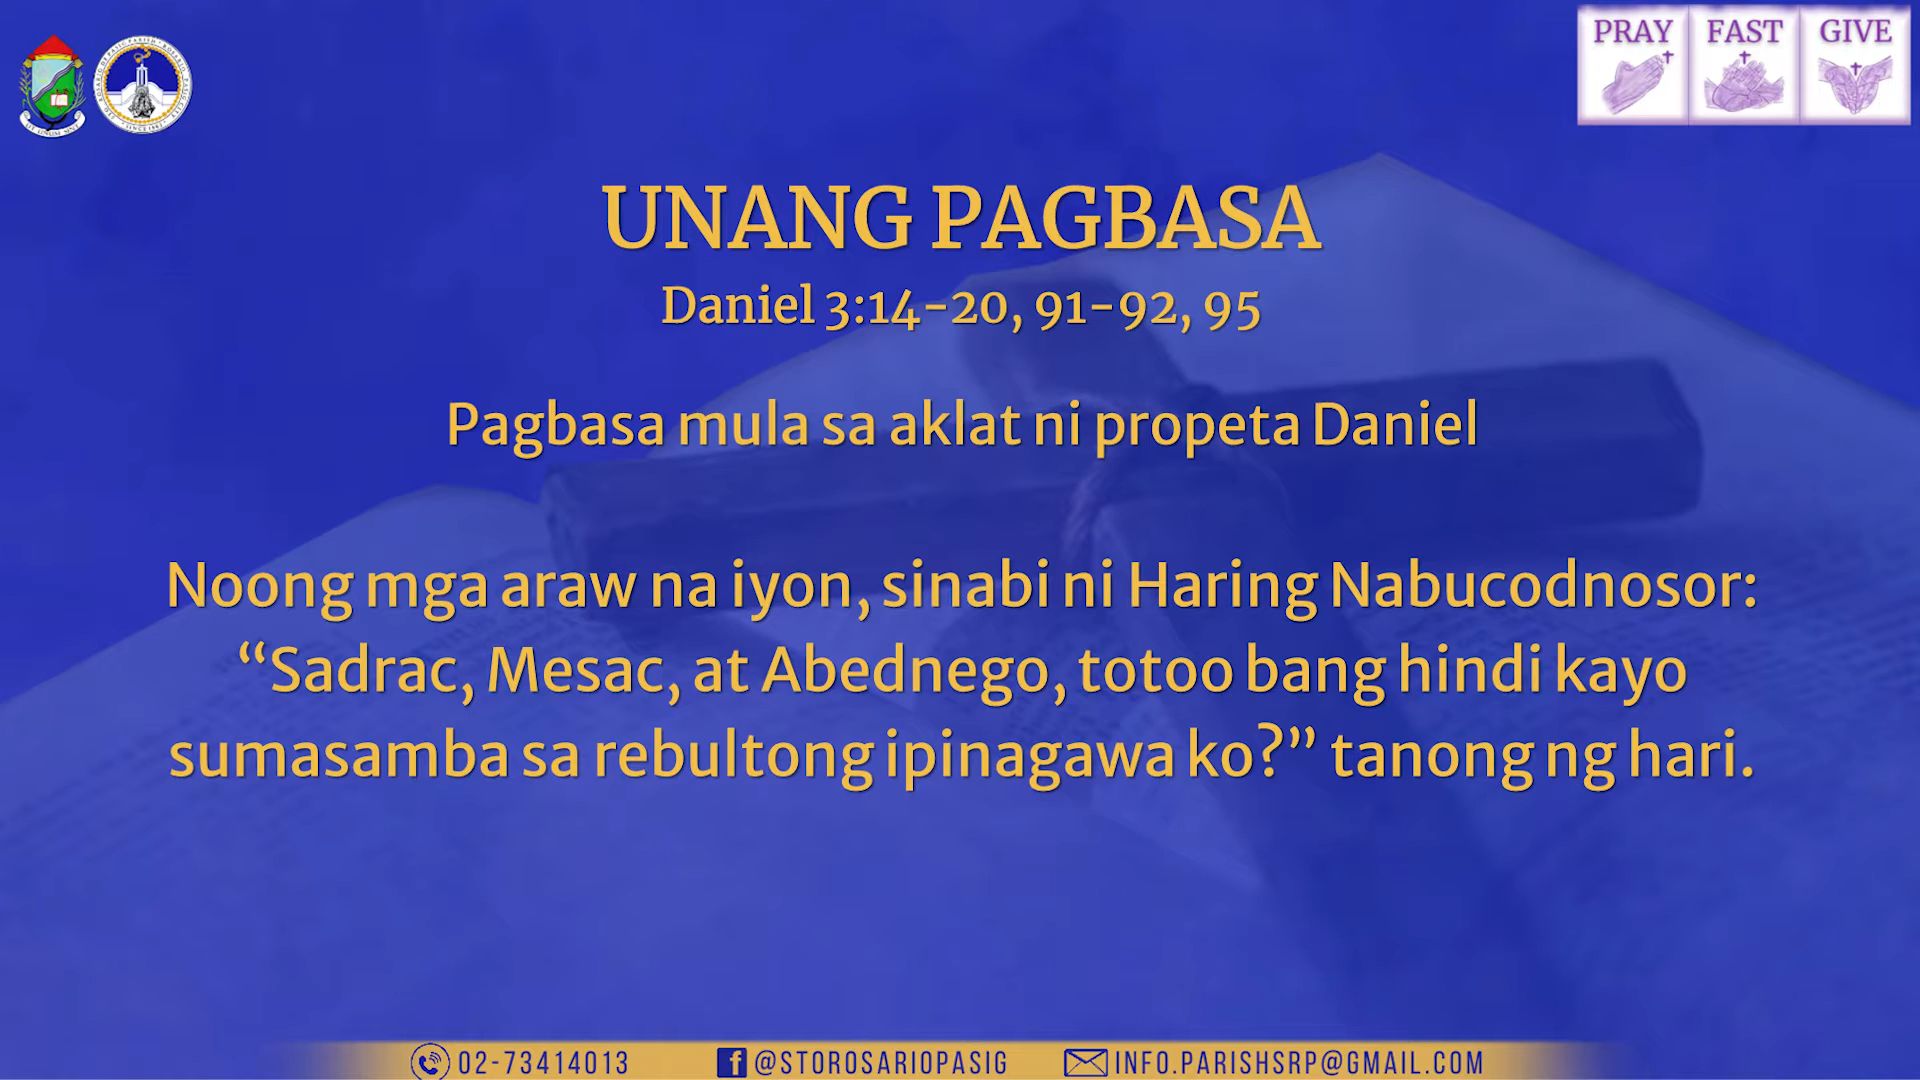 PRAY FAST GIVE
UNANG PAGBASA
Daniel 3:14-20, 91-92, 95
Pagbasa mula sa aklat ni propeta Daniel
Noong mga araw na iyon, sinabi ni Haring Nabucodnosor:
“Sadrac, Mesac, at Abednego, totoo bang hindi kayo
sumasamba sa rebultong ipinagawa ko?” tanong ng hari.
02-73414013 @STOROSARIOPASIG INFO.PARISHSRP@GMAIL.COM